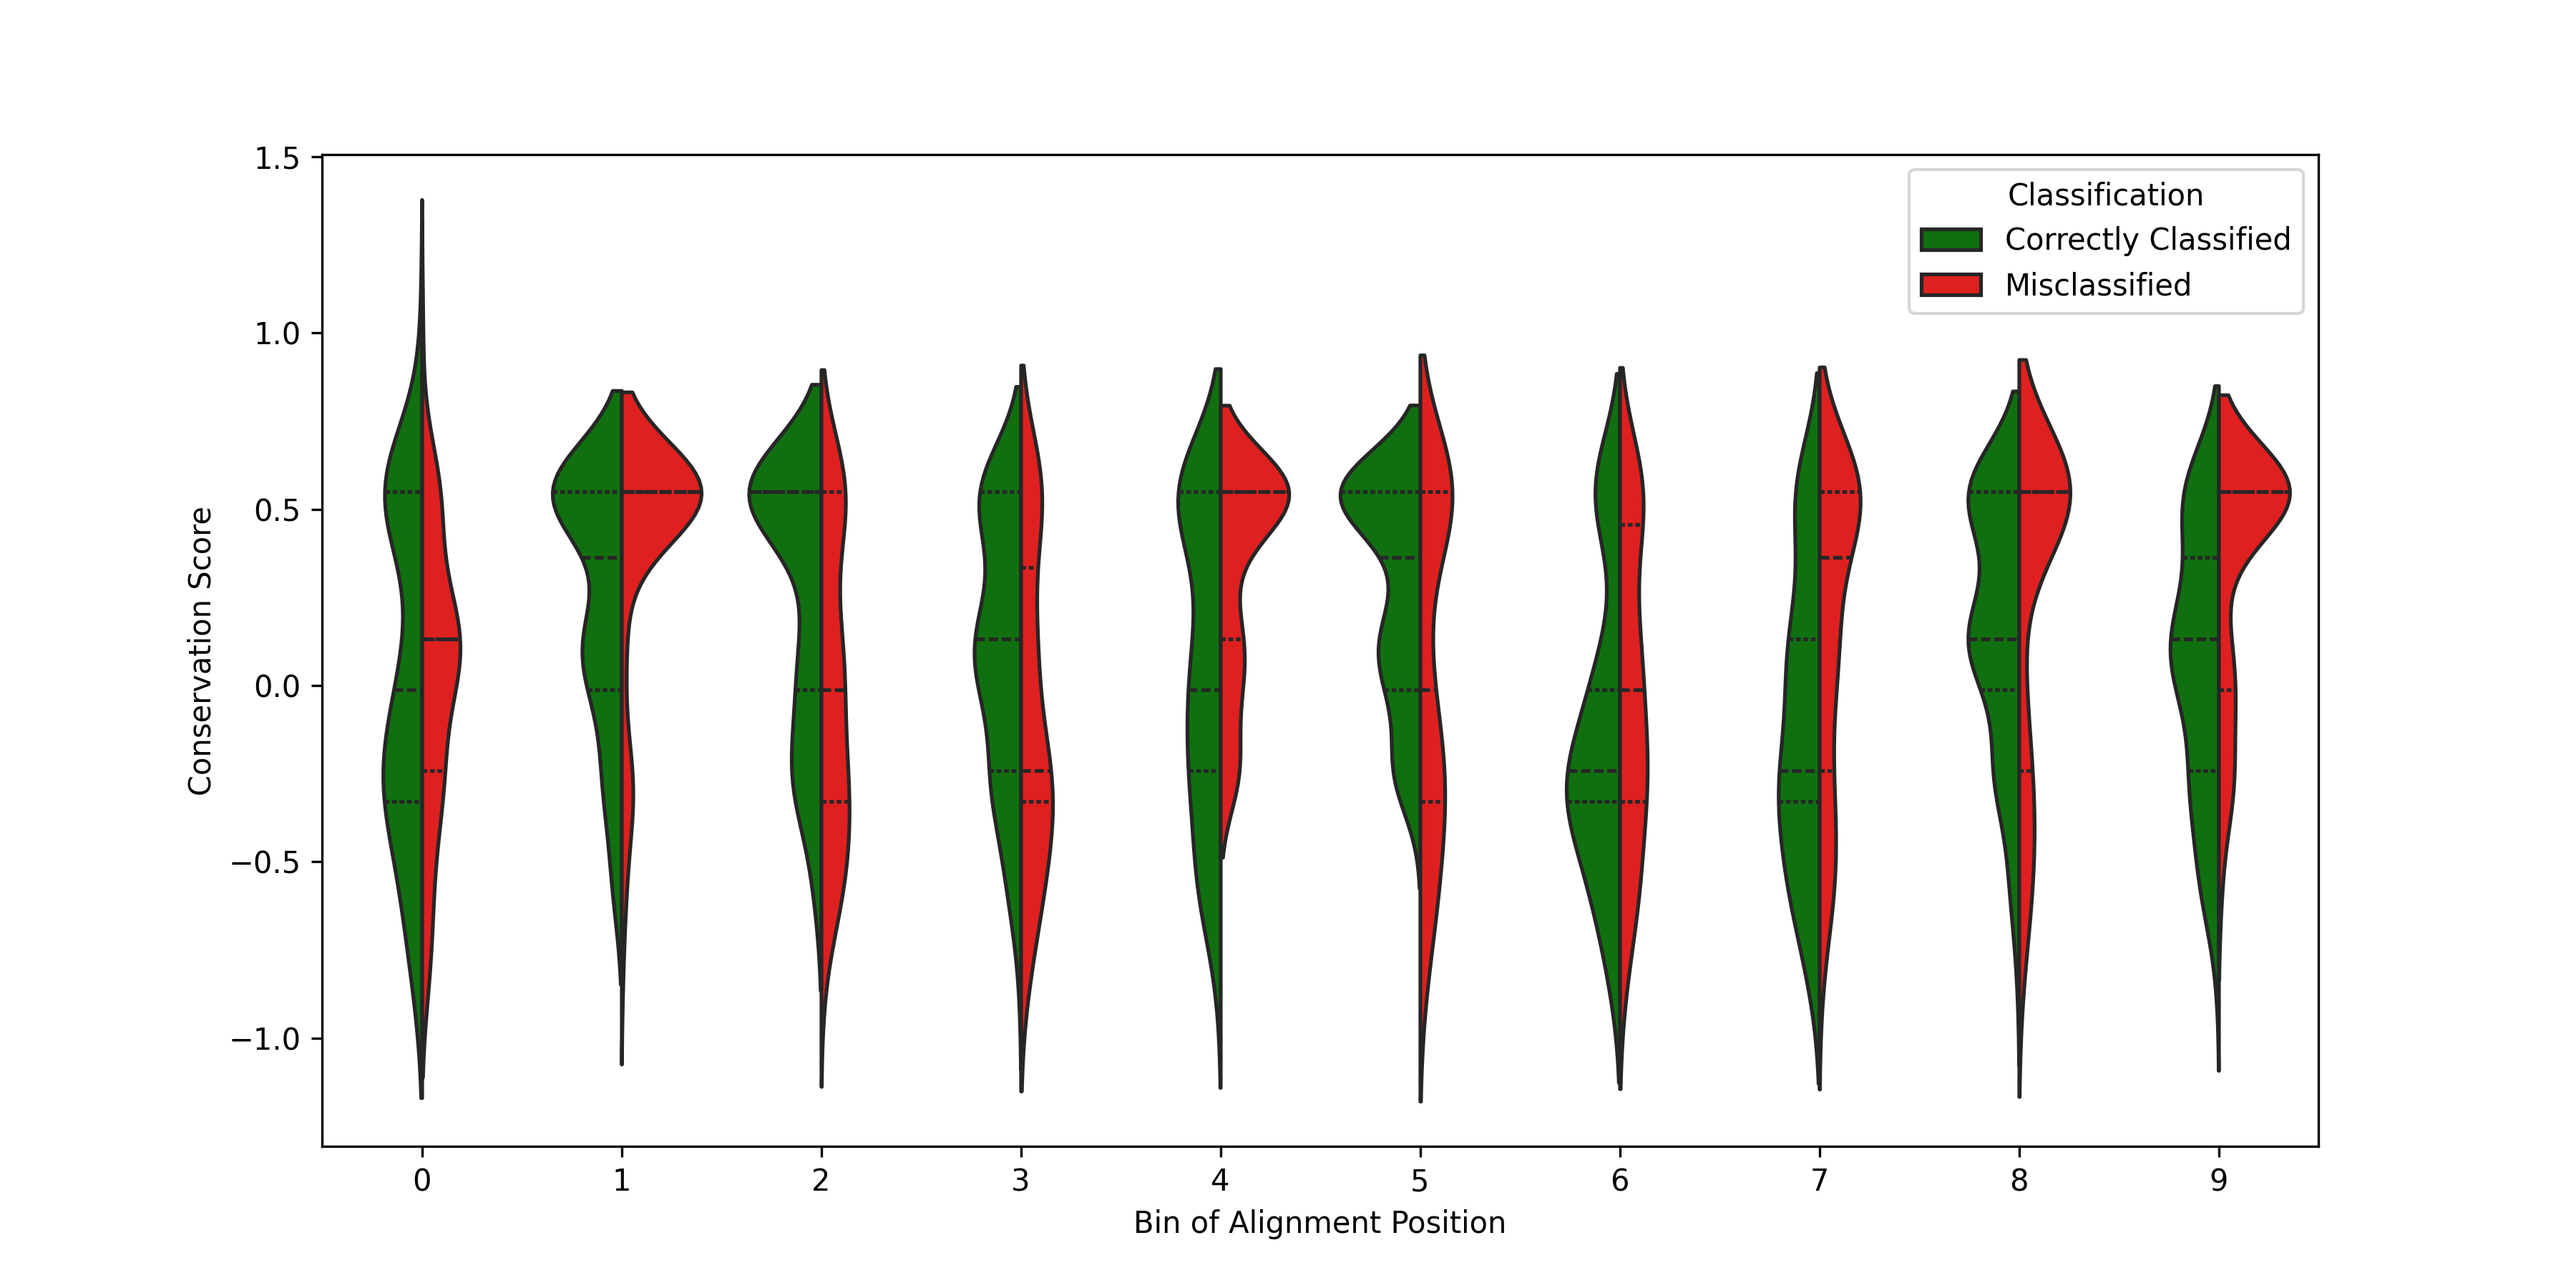 1.5
1.0
0.5
0.0
−0.5
−1.0
Conservation Score
Classification
Correctly Classified
Misclassified
0 1 2 3 4 5 6 7 8 9
Bin of Alignment Position